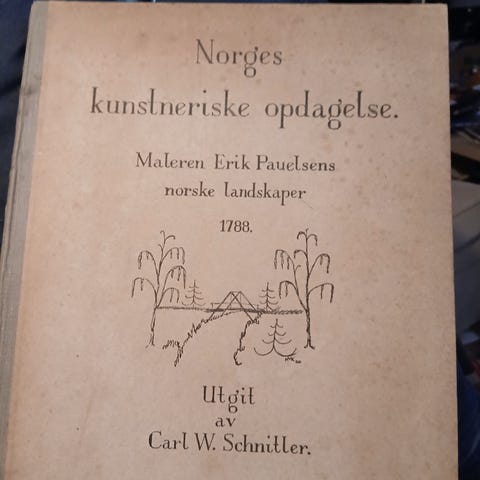 Norges
kunstneriske opdagelse.
Maleren Erik Pauelsens
norske landskaper
1788.
Utgit
av
Carl W. Schnitler.